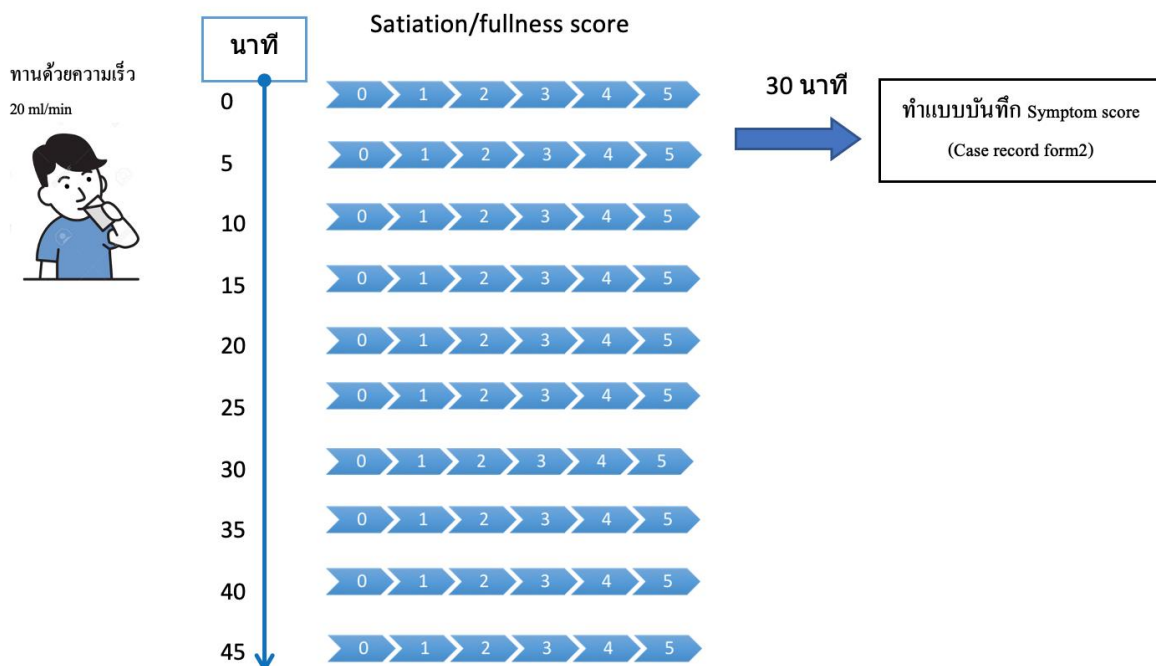 Satiation/fullness score
นาที
ทานด้วยความเร็ว
20 ml/min
0
0 1 2 3 4 5
5
0 1 2 3 4 5
10
0 1 2 3 4 5
15
0 1 2 3 4 5
20
0 1 2 3 4 5
25
0 1 2 3 4 5
30
0 1 2 3 4 5
35
0 1 2 3 4 5
40
0 1 2 3 4 5
45
0 1 2 3 4 5
30 นาที
ทำแบบบันทึก Symptom score
(Case record form2)